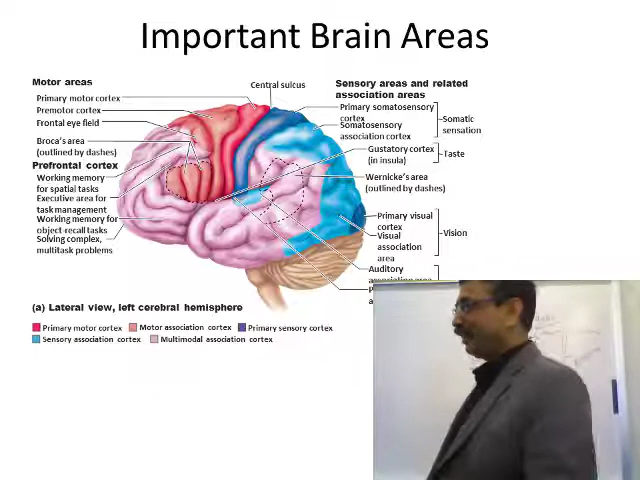 Important Brain Areas
Motor areas
Primary motor cortex
Premotor cortex
Frontal eye field
Broca's area
(outlined by dashes)
Prefrontal cortex
Working memory
for spatial tasks
Executive area for
task management
Working memory for
object-recall tasks
Solving complex,
multitask problems
Central sulcus
Sensory areas and related
association areas
Primary somatosensory
cortex
Somatosensory
association cortex
Somatic
sensation
Gustatory cortex
(in insula)
Taste
Wernicke's area
(outlined by dashes)
Primary visual
cortex
Visual
association
area
Vision
Auditory
(a) Lateral view, left cerebral hemisphere
Primary motor cortex
Motor association cortex
Primary sensory cortex
Sensory association cortex
Multimodal association cortex